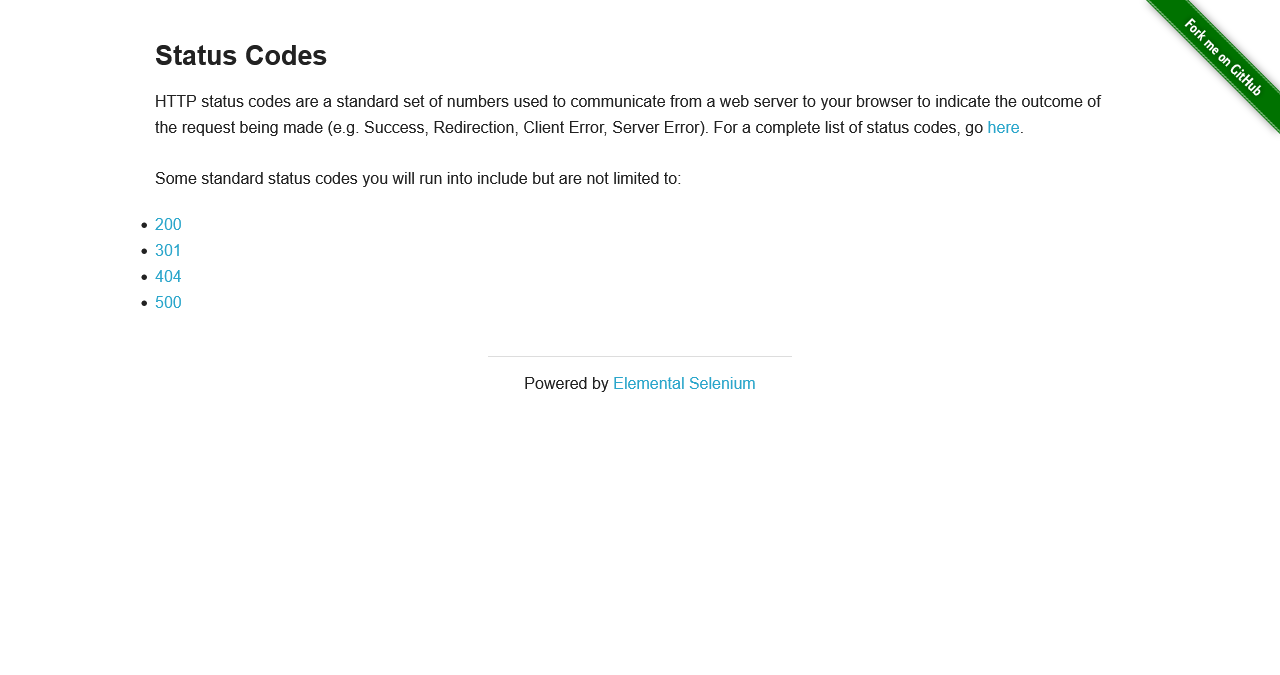 Fork me on GitHub
Status Codes
HTTP status codes are a standard set of numbers used to communicate from a web server to your browser to indicate the outcome of
the request being made (e.g. Success, Redirection, Client Error, Server Error). For a complete list of status codes, go here.
Some standard status codes you will run into include but are not limited to:
• 200
• 301
• 404
• 500
Powered by Elemental Selenium